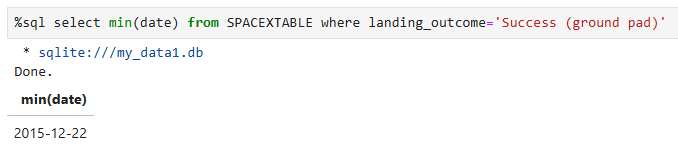 %sql select min(date) from SPACEXTABLE where landing_outcome='Success (ground pad)'
* sqlite:///my_data1.db
Done.
min(date)
2015-12-22